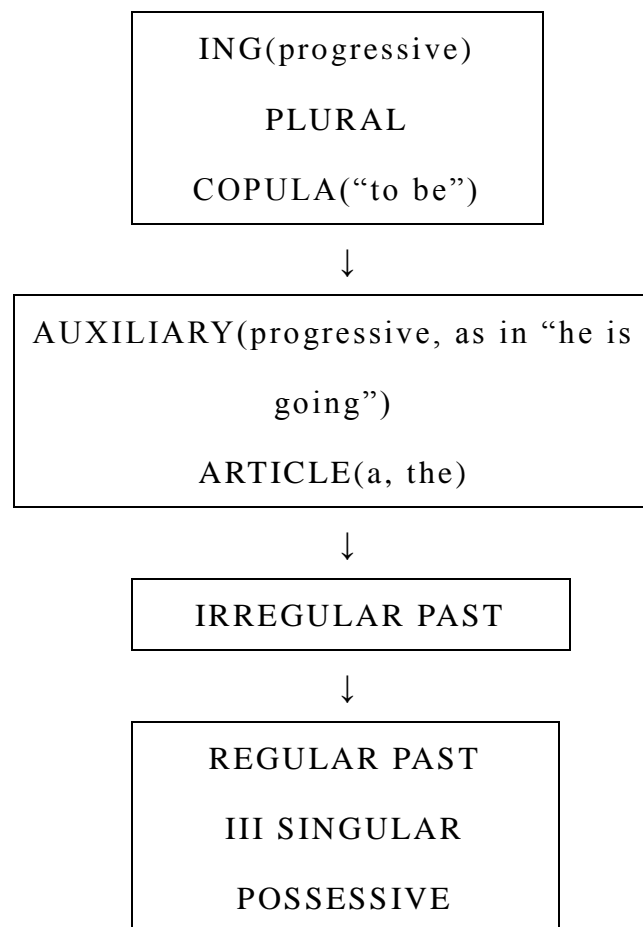 ING(progressive)
PLURAL
COPULA(“to be”)
↓
AUXILIARY(progressive, as in “he is
going”)
ARTICLE(a, the)
↓
IRREGULAR PAST
↓
REGULAR PAST
III SINGULAR
POSSESSIVE